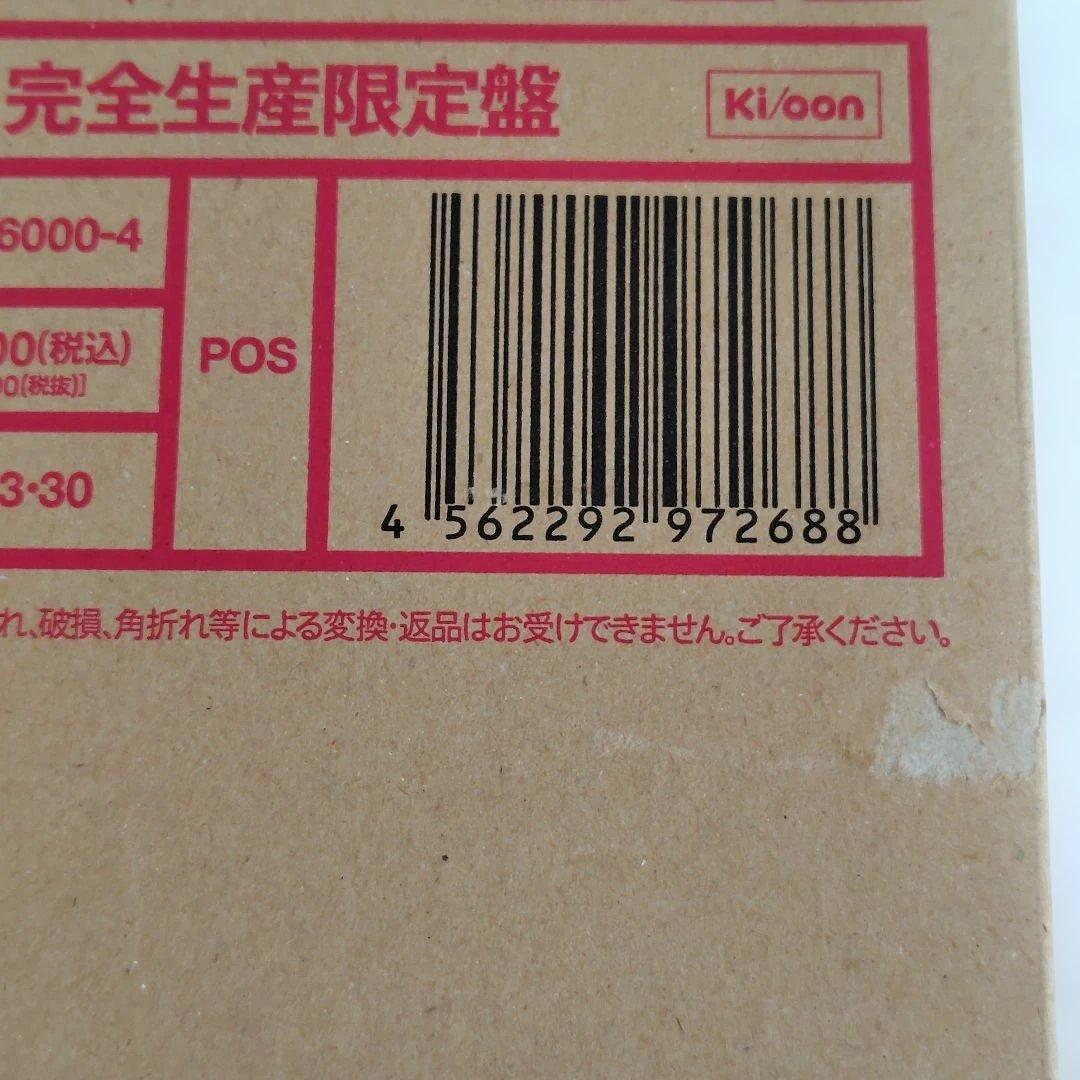 完全生産限定盤
Ki/oon
6000-4
00(税込)
00(税抜)]
POS
3・30
4 562292 972688
れ、破損、角折れ等による変換・返品はお受けできません。ご了承ください。